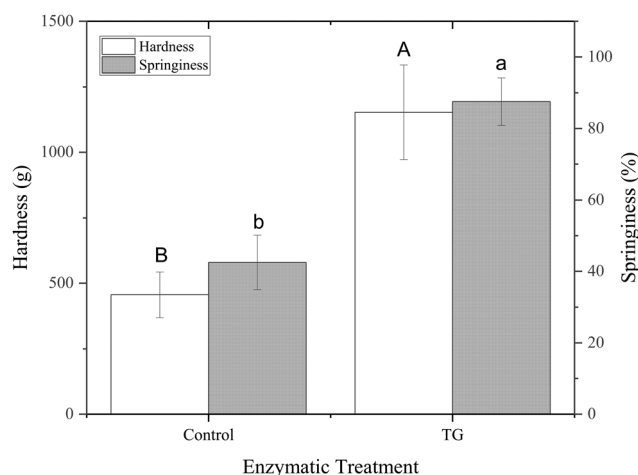 Hardness
Springiness
Hardness (g)
1500
1000
500
0
B
b
A
a
100
80
60
40
20
0
Springiness (%)
Control
TG
Enzymatic Treatment